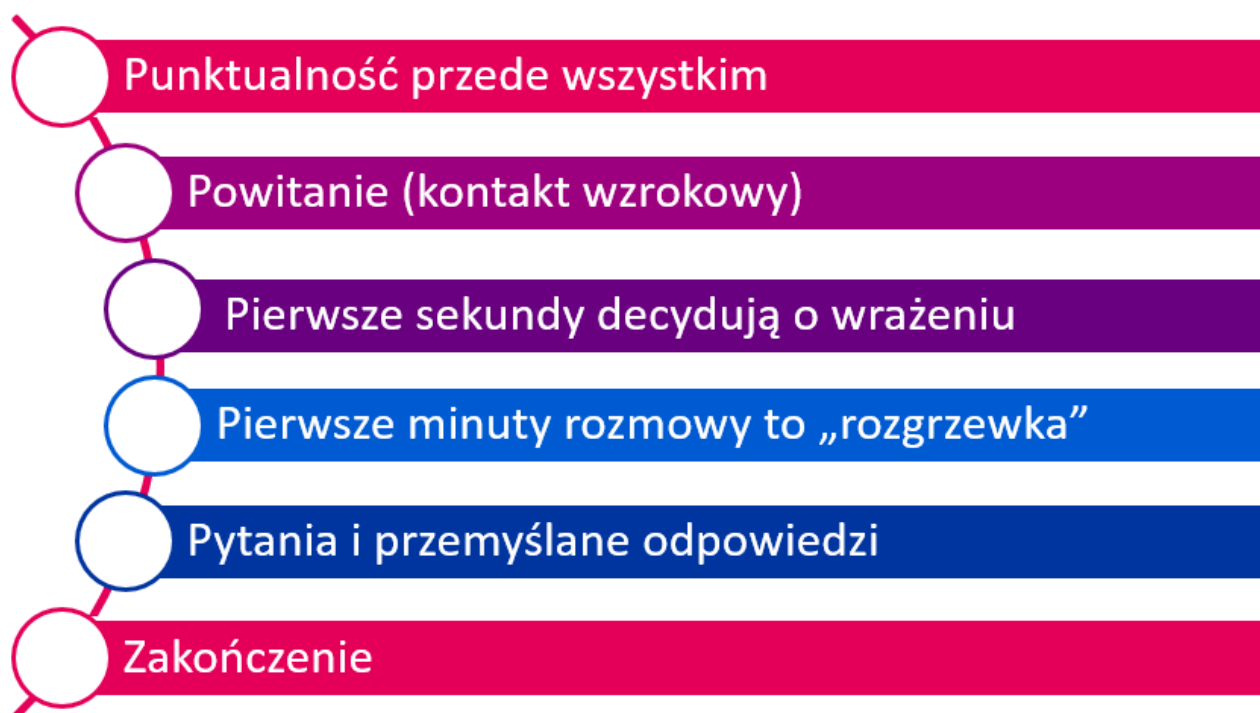 Punktualność przede wszystkim
Powitanie (kontakt wzrokowy)
Pierwsze sekundy decydują o wrażeniu
Pierwsze minuty rozmowy to „rozgrzewka”
Pytania i przemyślane odpowiedzi
Zakończenie